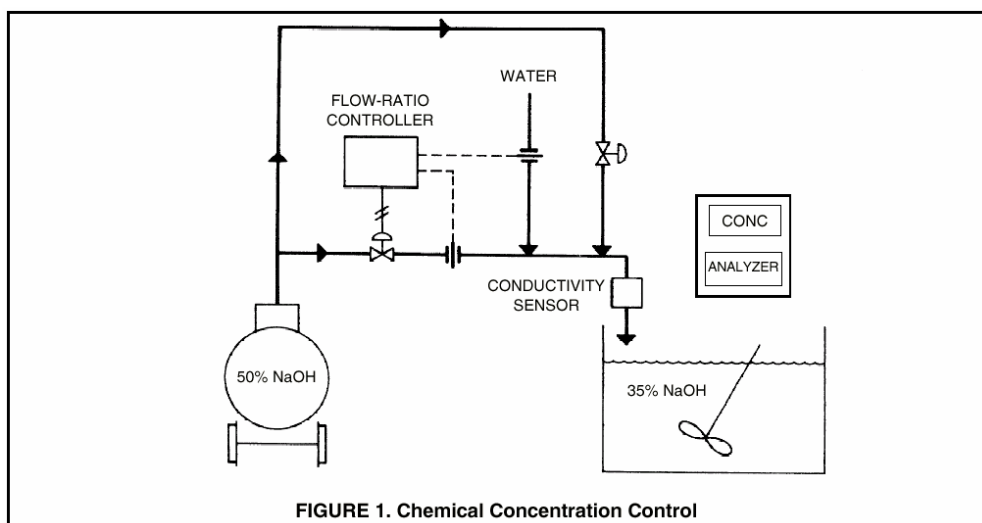 WATER
FLOW-RATIO
CONTROLLER
CONC
ANALYZER
CONDUCTIVITY
SENSOR
50% NaOH
35% NaOH
FIGURE 1. Chemical Concentration Control